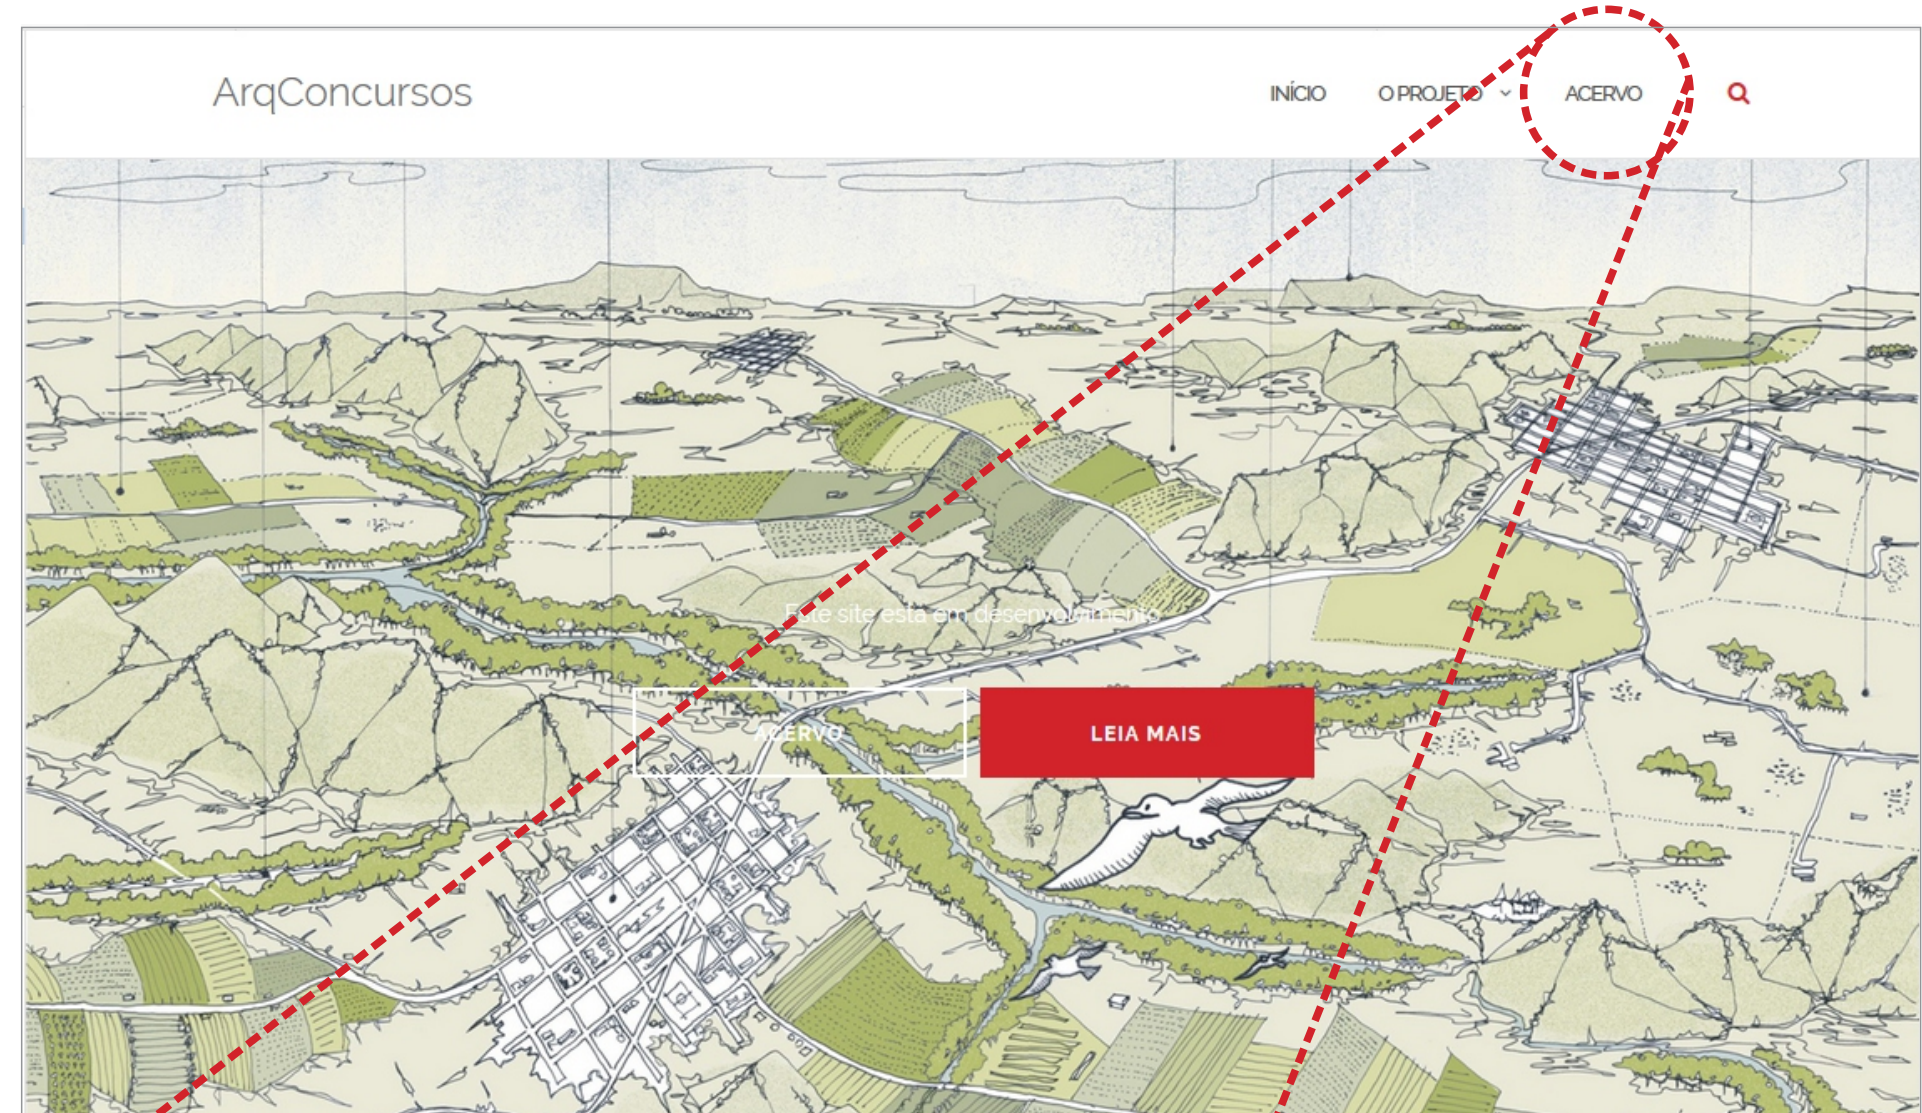 ArqConcursos
INÍCIO O PROJETO ACERVO
Este site está em desenvolvimento
ACERVO LEIA MAIS